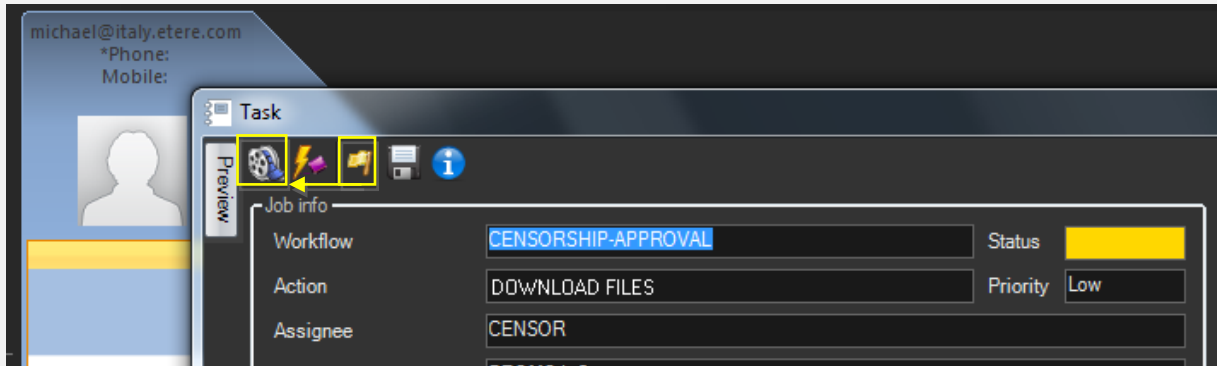 michael@italy.etere.com
*Phone:
Mobile:
Task
Preview
Job info
Workflow CENSORSHIP-APPROVAL Status
Action DOWNLOAD FILES Priority Low
Assignee CENSOR